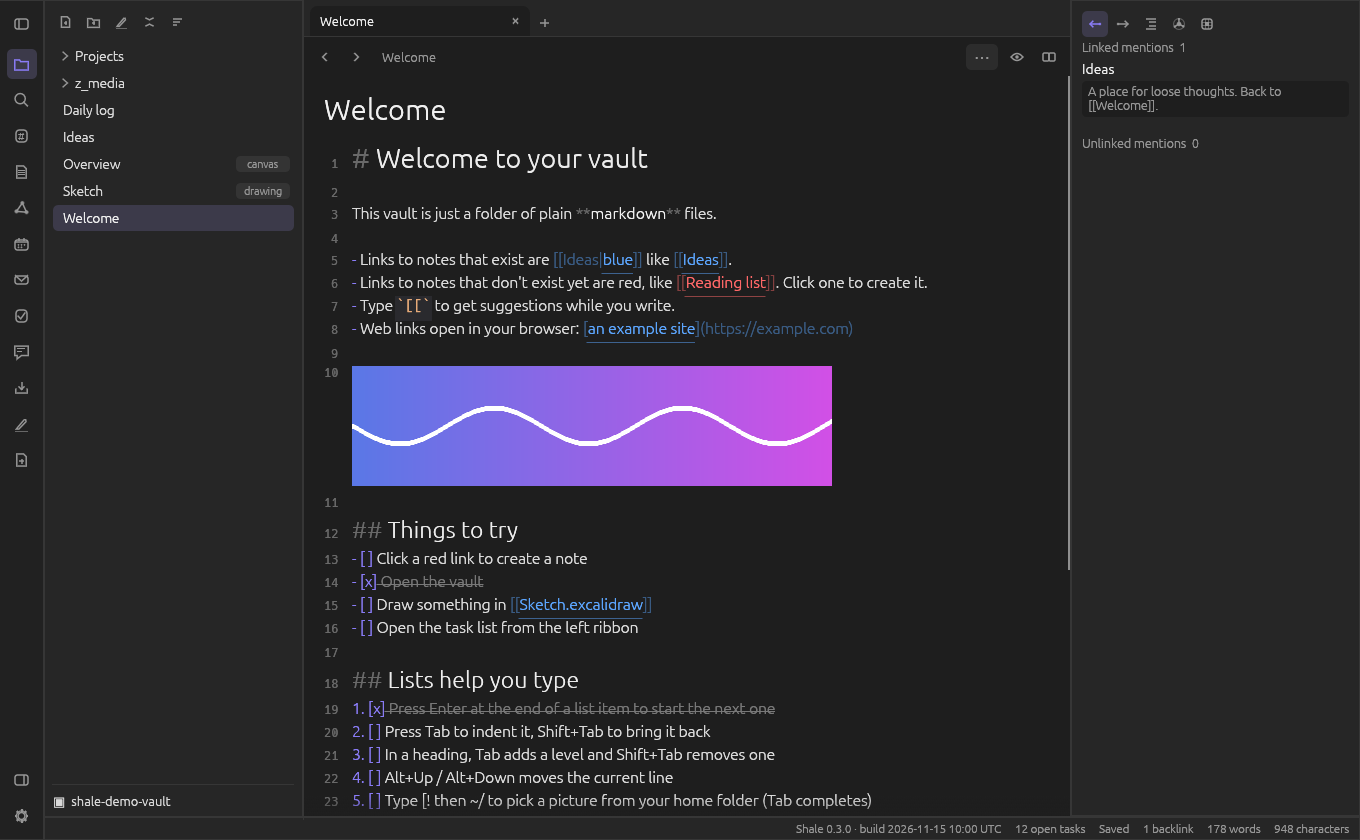 Projects
z_media
Daily log
Ideas
Overview canvas
Sketch drawing
Welcome
shale-demo-vault
Welcome × +
Welcome
Welcome
1 # Welcome to your vault
2
3 This vault is just a folder of plain **markdown** files.
4
5 - Links to notes that exist are [[Ideas|blue]] like [[Ideas]].
6 - Links to notes that don't exist yet are red, like [[Reading list]]. Click one to create it.
7 - Type `[[` to get suggestions while you write.
8 - Web links open in your browser: [an example site](https://example.com)
9
10
11
12 ## Things to try
13 - [ ] Click a red link to create a note
14 - [x] Open the vault
15 - [ ] Draw something in [[Sketch.excalidraw]]
16 - [ ] Open the task list from the left ribbon
17
18 ## Lists help you type
19 1. [x] Press Enter at the end of a list item to start the next one
20 2. [ ] Press Tab to indent it, Shift+Tab to bring it back
21 3. [ ] In a heading, Tab adds a level and Shift+Tab removes one
22 4. [ ] Alt+Up / Alt+Down moves the current line
23 5. [ ] Type [! then ~/ to pick a picture from your home folder (Tab completes)
Linked mentions 1
Ideas
A place for loose thoughts. Back to
[[Welcome]].
Unlinked mentions 0
Shale 0.3.0 · build 2026-11-15 10:00 UTC 12 open tasks Saved 1 backlink 178 words 948 characters